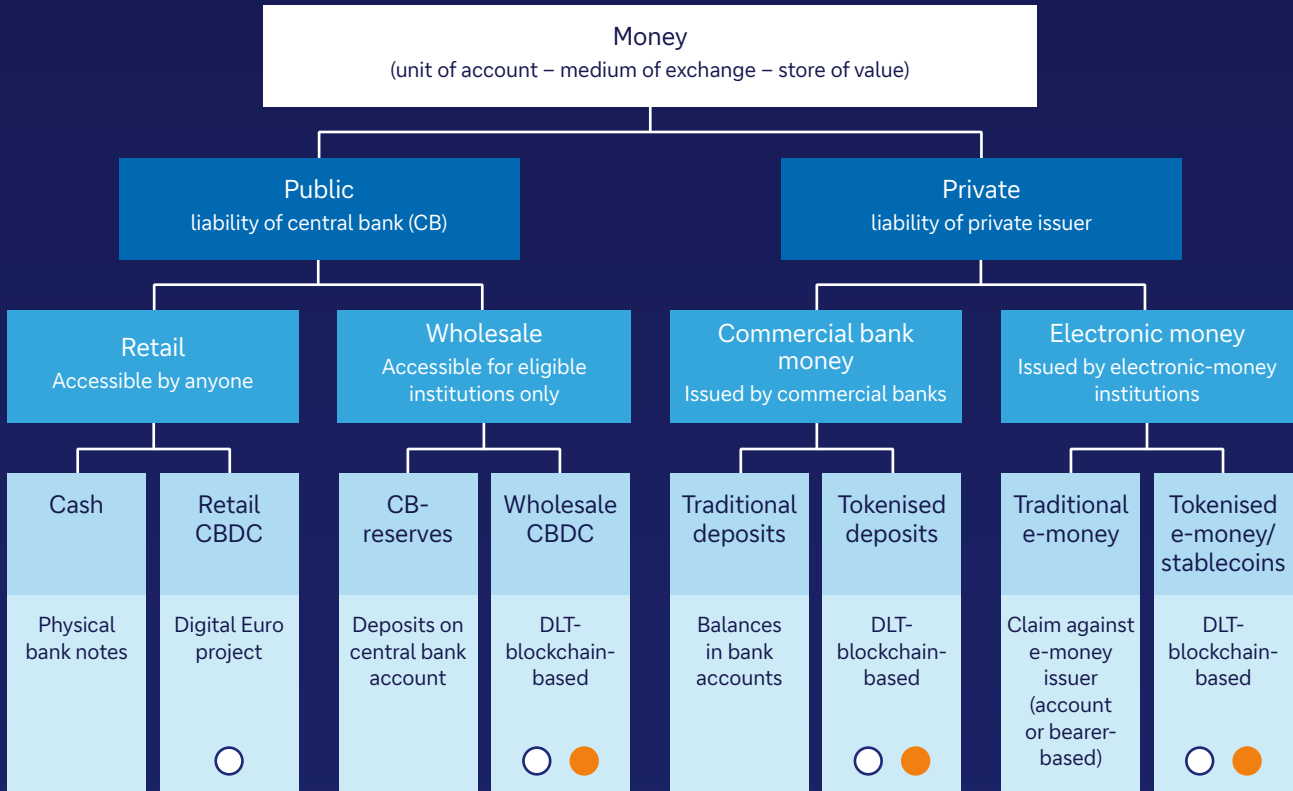 Money
(unit of account – medium of exchange – store of value)
Public
liability of central bank (CB)
Private
liability of private issuer
Retail
Accessible by anyone
Wholesale
Accessible for eligible
institutions only
Commercial bank
money
Issued by commercial banks
Electronic money
Issued by electronic-money
institutions
Cash
Physical
bank notes
Retail
CBDC
Digital Euro
project
CB-
reserves
Deposits on
central bank
account
Wholesale
CBDC
DLT-
blockchain-
based
Traditional
deposits
Balances
in bank
accounts
Tokenised
deposits
DLT-
blockchain-
based
Traditional
e-money
Claim against
e-money
issuer
(account
or bearer-
based)
Tokenised
e-money/
stablecoins
DLT-
blockchain-
based